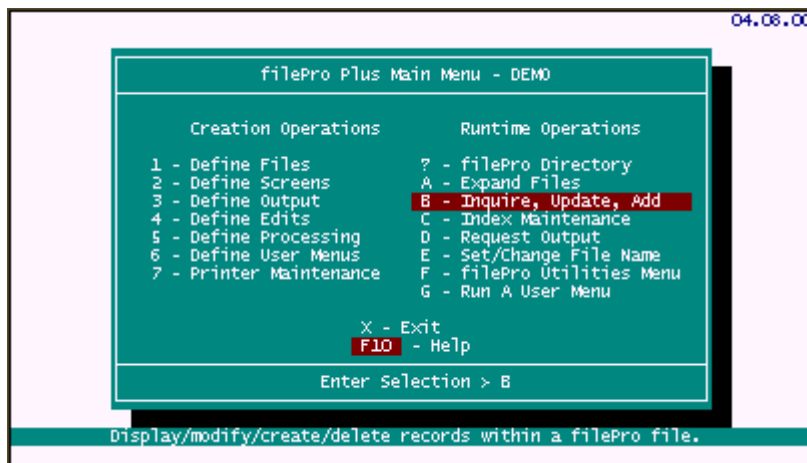 04.08.00
filePro Plus Main Menu - DEMO
Creation Operations
1 - Define Files
2 - Define Screens
3 - Define Output
4 - Define Edits
5 - Define Processing
6 - Define User Menus
7 - Printer Maintenance
Runtime Operations
? - filePro Directory
A - Expand Files
B - Inquire, Update, Add
C - Index Maintenance
D - Request Output
E - Set/Change File Name
F - filePro Utilities Menu
G - Run A User Menu
X - Exit
F10 - Help
Enter Selection > B
Display/modify/create/delete records within a filePro file.